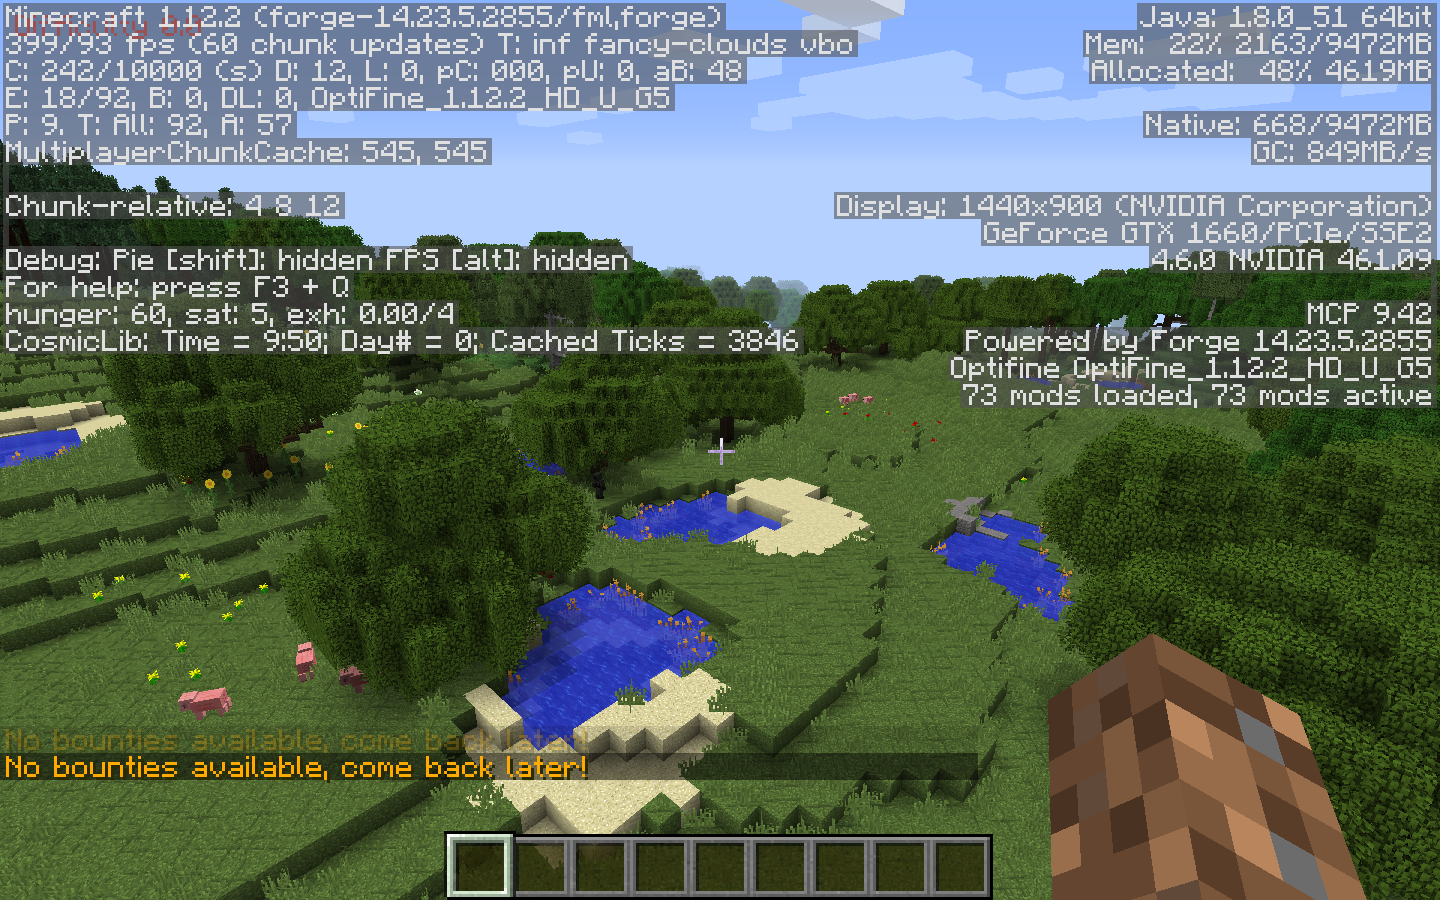 Minecraft 1.12.2 (forge-14.23.5.2855/fml,forge)
Difficulty 0.0
399/93 fps (60 chunk updates) T: inf fancy-clouds vbo
C: 242/10000 (s) D: 12, L: 0, pC: 000, pU: 0, aB: 48
E: 18/92, B: 0, DL: 0, OptiFine_1.12.2_HD_U_G5
P: 9. T: All: 92, A: 57
MultiplayerChunkCache: 545, 545
Chunk-relative: 4 8 12
Debug: Pie [shift]: hidden FPS [alt]: hidden
For help: press F3 + Q
hunger: 60, sat: 5, exh: 0.00/4
CosmicLib: Time = 9:50; Day# = 0; Cached Ticks = 3846
Java: 1.8.0_51 64bit
Mem: 22% 2163/9472MB
Allocated: 48% 4619MB
Native: 668/9472MB
GC: 849MB/s
Display: 1440x900 (NVIDIA Corporation)
GeForce GTX 1660/PCIe/SSE2
4.6.0 NVIDIA 461.09
MCP 9.42
Powered by Forge 14.23.5.2855
Optifine OptiFine_1.12.2_HD_U_G5
73 mods loaded, 73 mods active
No bounties available, come back later!
No bounties available, come back later!